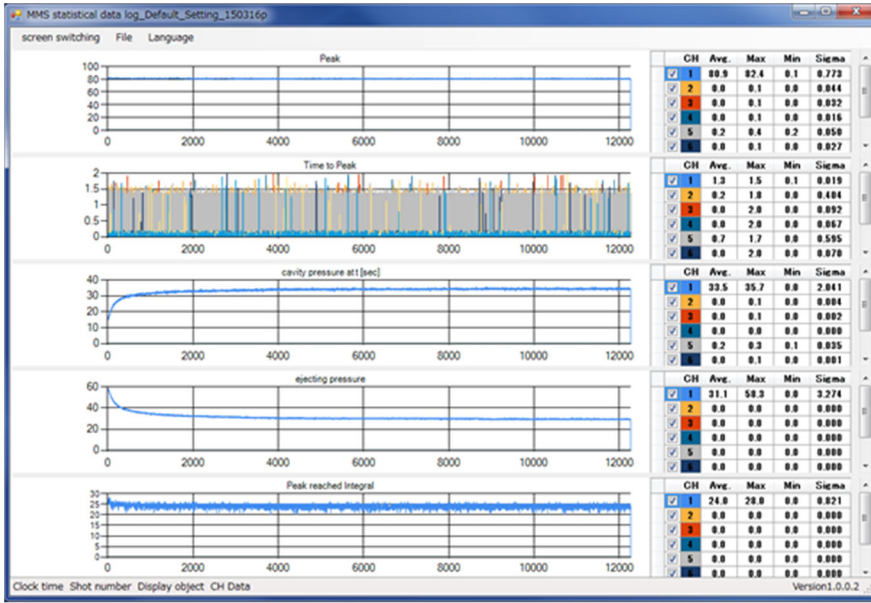 MMS statistical data log_Default_Setting_150316p
screen switching File Language
Peak
100
80
60
40
20
0
0 2000 4000 6000 8000 10000 12000
CH Avg. Max Min Sigma
1 80.9 82.4 0.1 0.773
2 0.0 0.1 0.0 0.044
3 0.0 0.1 0.0 0.032
4 0.0 0.1 0.0 0.016
5 0.2 0.4 0.2 0.050
6 0.0 0.1 0.0 0.027
Time to Peak
2
1.5
1
0.5
0
0 2000 4000 6000 8000 10000 12000
CH Avg. Max Min Sigma
1 1.3 1.5 0.1 0.019
2 0.2 1.8 0.0 0.404
3 0.0 2.0 0.0 0.092
4 0.0 2.0 0.0 0.067
5 0.7 1.7 0.0 0.595
6 0.0 2.0 0.0 0.070
cavity pressure at t [sec]
40
30
20
10
0
0 2000 4000 6000 8000 10000 12000
CH Avg. Max Min Sigma
1 33.5 35.7 0.0 2.041
2 0.0 0.1 0.0 0.004
3 0.0 0.1 0.0 0.002
4 0.0 0.0 0.0 0.000
5 0.2 0.3 0.1 0.035
6 0.0 0.1 0.0 0.001
ejecting pressure
60
40
20
0
0 2000 4000 6000 8000 10000 12000
CH Avg. Max Min Sigma
1 31.1 58.3 0.0 3.274
2 0.0 0.0 0.0 0.000
3 0.0 0.0 0.0 0.000
4 0.0 0.0 0.0 0.000
5 0.0 0.0 0.0 0.000
6 0.0 0.0 0.0 0.000
Peak reached Integral
30
25
20
15
10
5
0
0 2000 4000 6000 8000 10000 12000
CH Avg. Max Min Sigma
1 24.0 28.0 0.0 0.821
2 0.0 0.0 0.0 0.000
3 0.0 0.0 0.0 0.000
4 0.0 0.0 0.0 0.000
5 0.0 0.0 0.0 0.000
6 0.0 0.0 0.0 0.000
Clock time Shot number Display object CH Data Version1.0.0.2